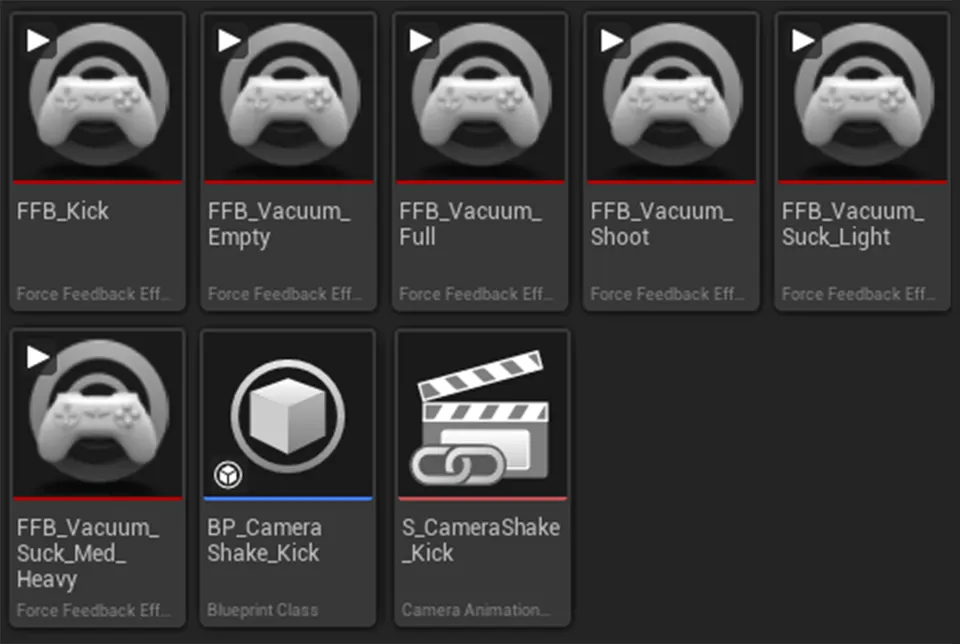 FFB_Kick
Force Feedback Eff...
FFB_Vacuum_
Empty
Force Feedback Eff...
FFB_Vacuum_
Full
Force Feedback Eff...
FFB_Vacuum_
Shoot
Force Feedback Eff...
FFB_Vacuum_
Suck_Light
Force Feedback Eff...
FFB_Vacuum_
Suck_Med_
Heavy
Force Feedback Eff...
BP_Camera
Shake_Kick
Blueprint Class
S_CameraShake
_Kick
Camera Animation...